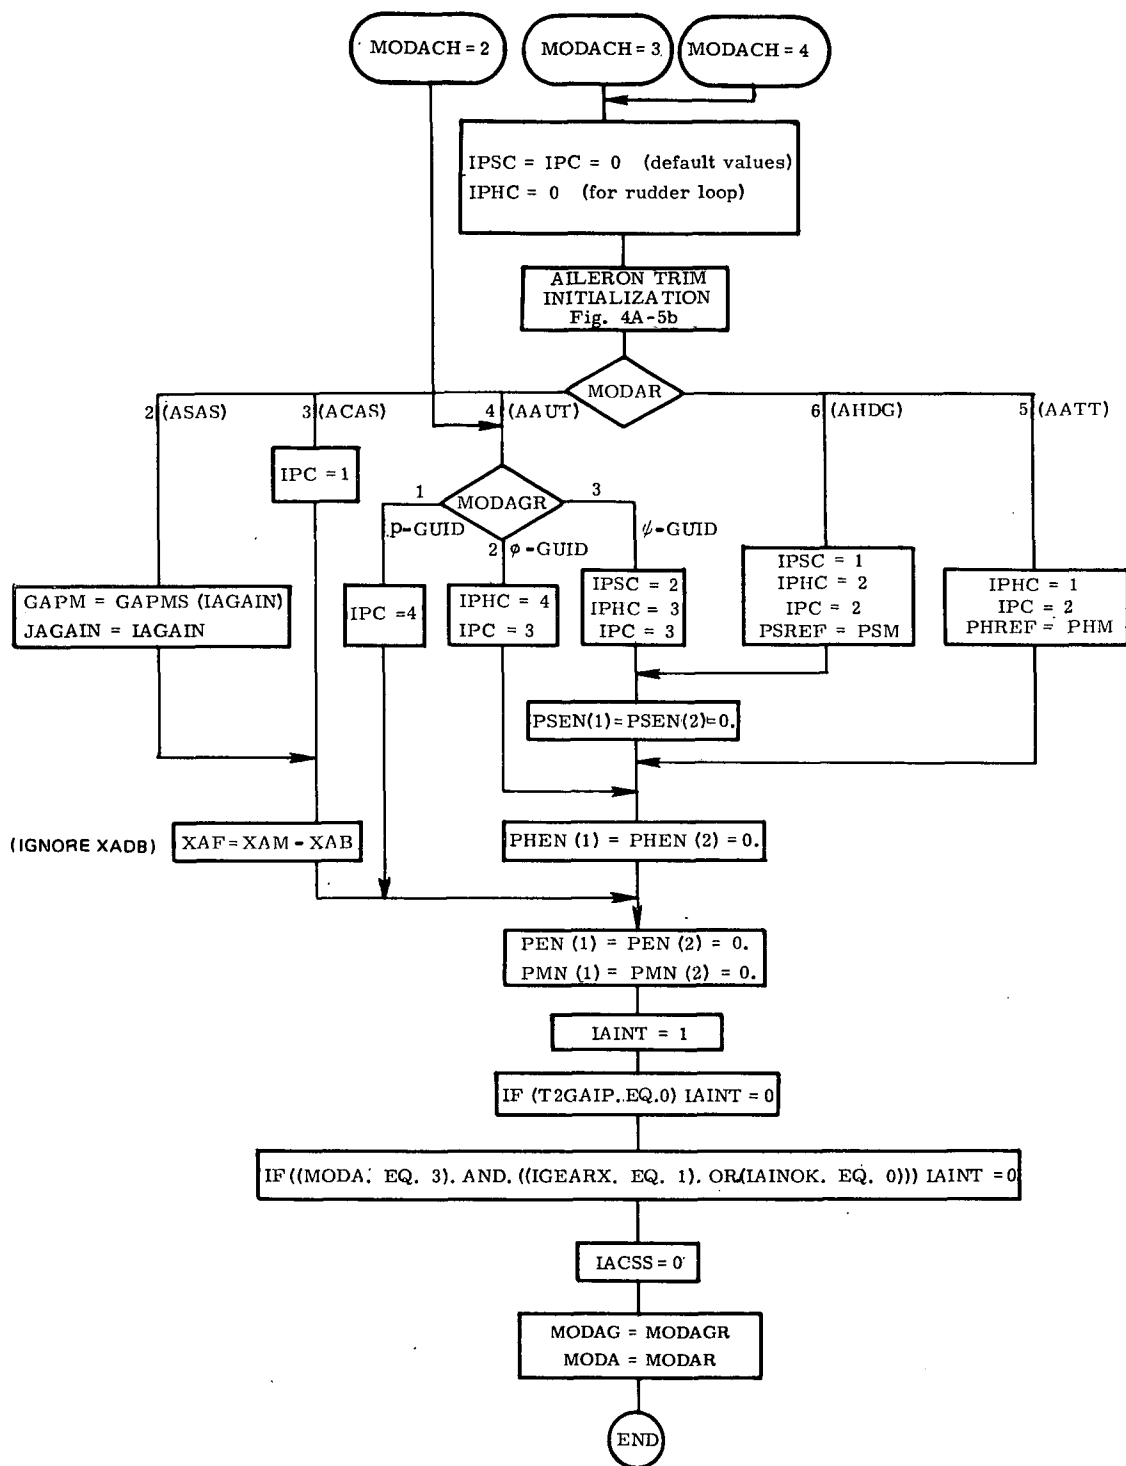 MODACH = 2
MODACH = 3
MODACH = 4
IPSC = IPC = 0 (default values)
IPHC = 0 (for rudder loop)
AILERON TRIM
INITIALIZATION
Fig. 4A-5b
MODAR
2 (ASAS)
3 (ACAS)
4 (AAUT)
6 (AHDG)
5 (AATT)
IPC = 1
MODAGR
1
p-GUID
2 φ-GUID
3
ψ-GUID
GAPM = GAPMS (IAGAIN)
JAGAIN = IAGAIN
IPC = 4
IPHC = 4
IPC = 3
IPSC = 2
IPHC = 3
IPC = 3
IPSC = 1
IPHC = 2
IPC = 2
PSREF = PSM
IPHC = 1
IPC = 2
PHREF = PHM
PSEN(1) = PSEN(2) = 0.
(IGNORE XADB)
XAF = XAM - XAB
PHEN (1) = PHEN (2) = 0.
PEN (1) = PEN (2) = 0.
PMN (1) = PMN (2) = 0.
IAINT = 1
IF (T2GAIP. EQ. 0) IAINT = 0
IF ((MODA. EQ. 3). AND. ((IGEARX. EQ. 1). OR.(IAINOK. EQ. 0))) IAINT = 0
IACSS = 0
MODAG = MODAGR
MODA = MODAR
END